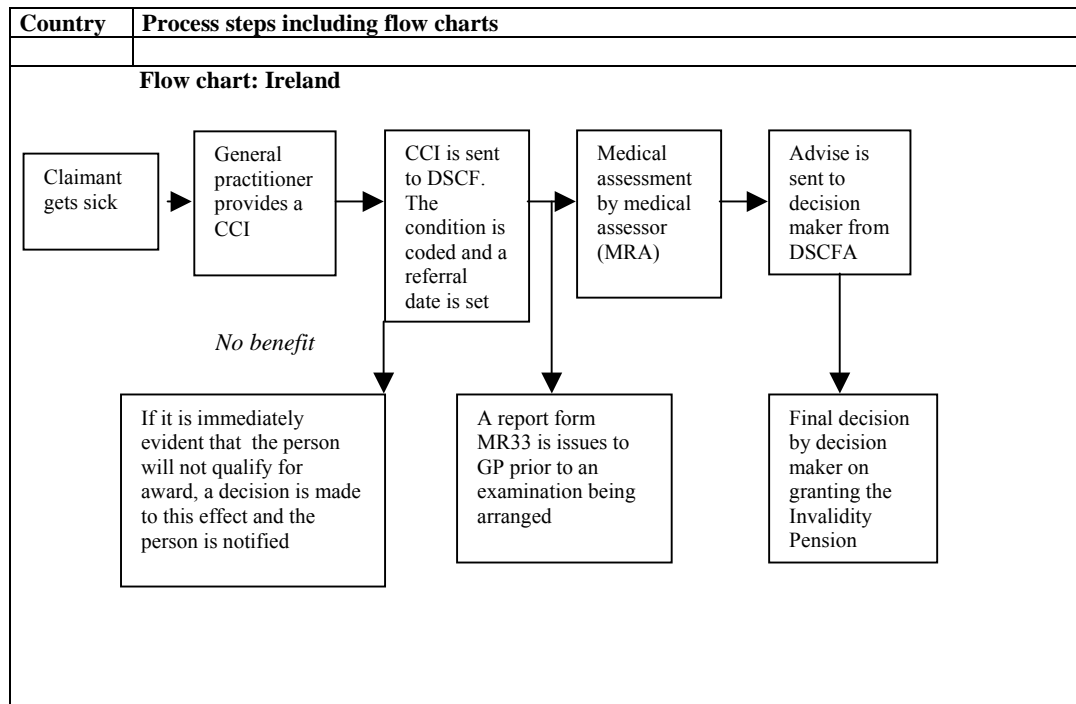 Country Process steps including flow charts
Flow chart: Ireland
Claimant
gets sick
General
practitioner
provides a
CCI
CCI is sent
to DSCF.
The
condition is
coded and a
referral
date is set
Medical
assessment
by medical
assessor
(MRA)
Advise is
sent to
decision
maker from
DSCFA
No benefit
If it is immediately
evident that the person
will not qualify for
award, a decision is made
to this effect and the
person is notified
A report form
MR33 is issues to
GP prior to an
examination being
arranged
Final decision
by decision
maker on
granting the
Invalidity
Pension